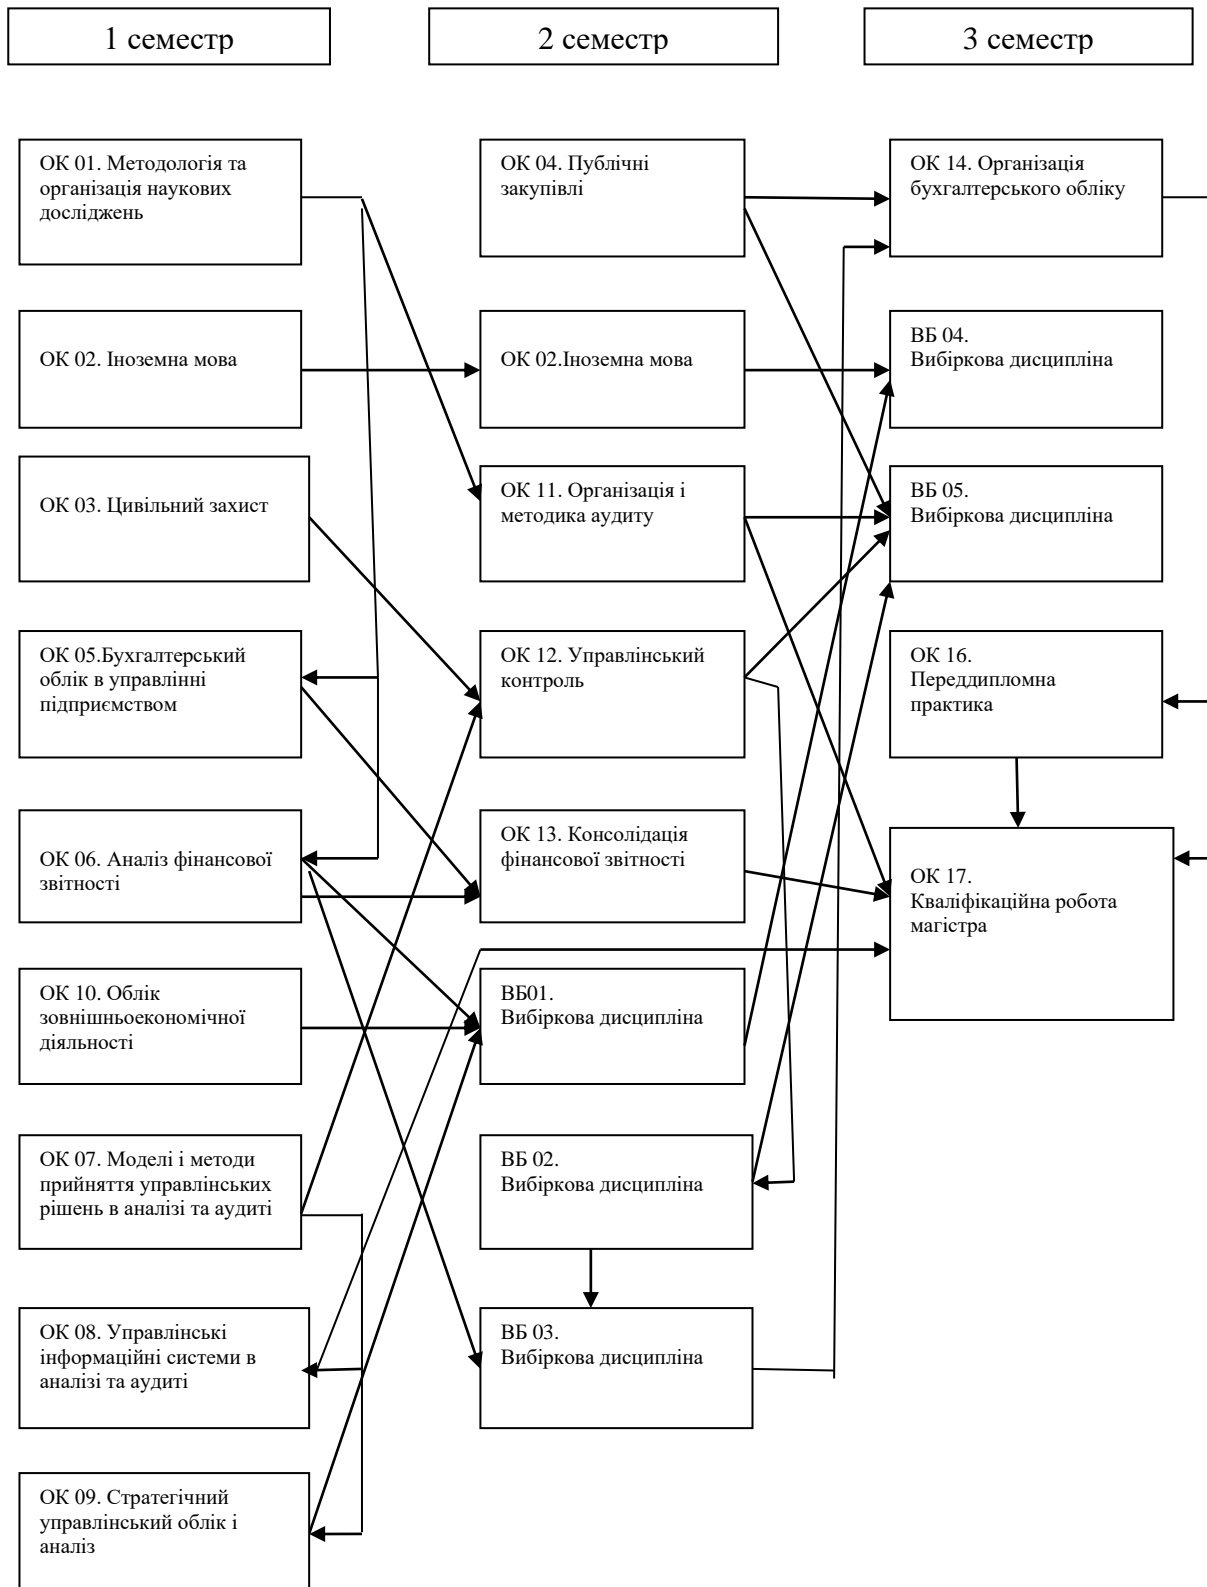 1 семестр
2 семестр
3 семестр
ОК 01. Методологія та
організація наукових
досліджень
ОК 02. Іноземна мова
ОК 03. Цивільний захист
ОК 05.Бухгалтерський
облік в управлінні
підприємством
ОК 06. Аналіз фінансової
звітності
ОК 10. Облік
зовнішньоекономічної
діяльності
ОК 07. Моделі і методи
прийняття управлінських
рішень в аналізі та аудиті
ОК 08. Управлінські
інформаційні системи в
аналізі та аудиті
ОК 09. Стратегічний
управлінський облік і
аналіз
ОК 04. Публічні
закупівлі
ОК 02.Іноземна мова
ОК 11. Організація і
методика аудиту
ОК 12. Управлінський
контроль
ОК 13. Консолідація
фінансової звітності
ВБ01.
Вибіркова дисципліна
ВБ 02.
Вибіркова дисципліна
ВБ 03.
Вибіркова дисципліна
ОК 14. Організація
бухгалтерського обліку
ВБ 04.
Вибіркова дисципліна
ВБ 05.
Вибіркова дисципліна
ОК 16.
Переддипломна
практика
ОК 17.
Кваліфікаційна робота
магістра